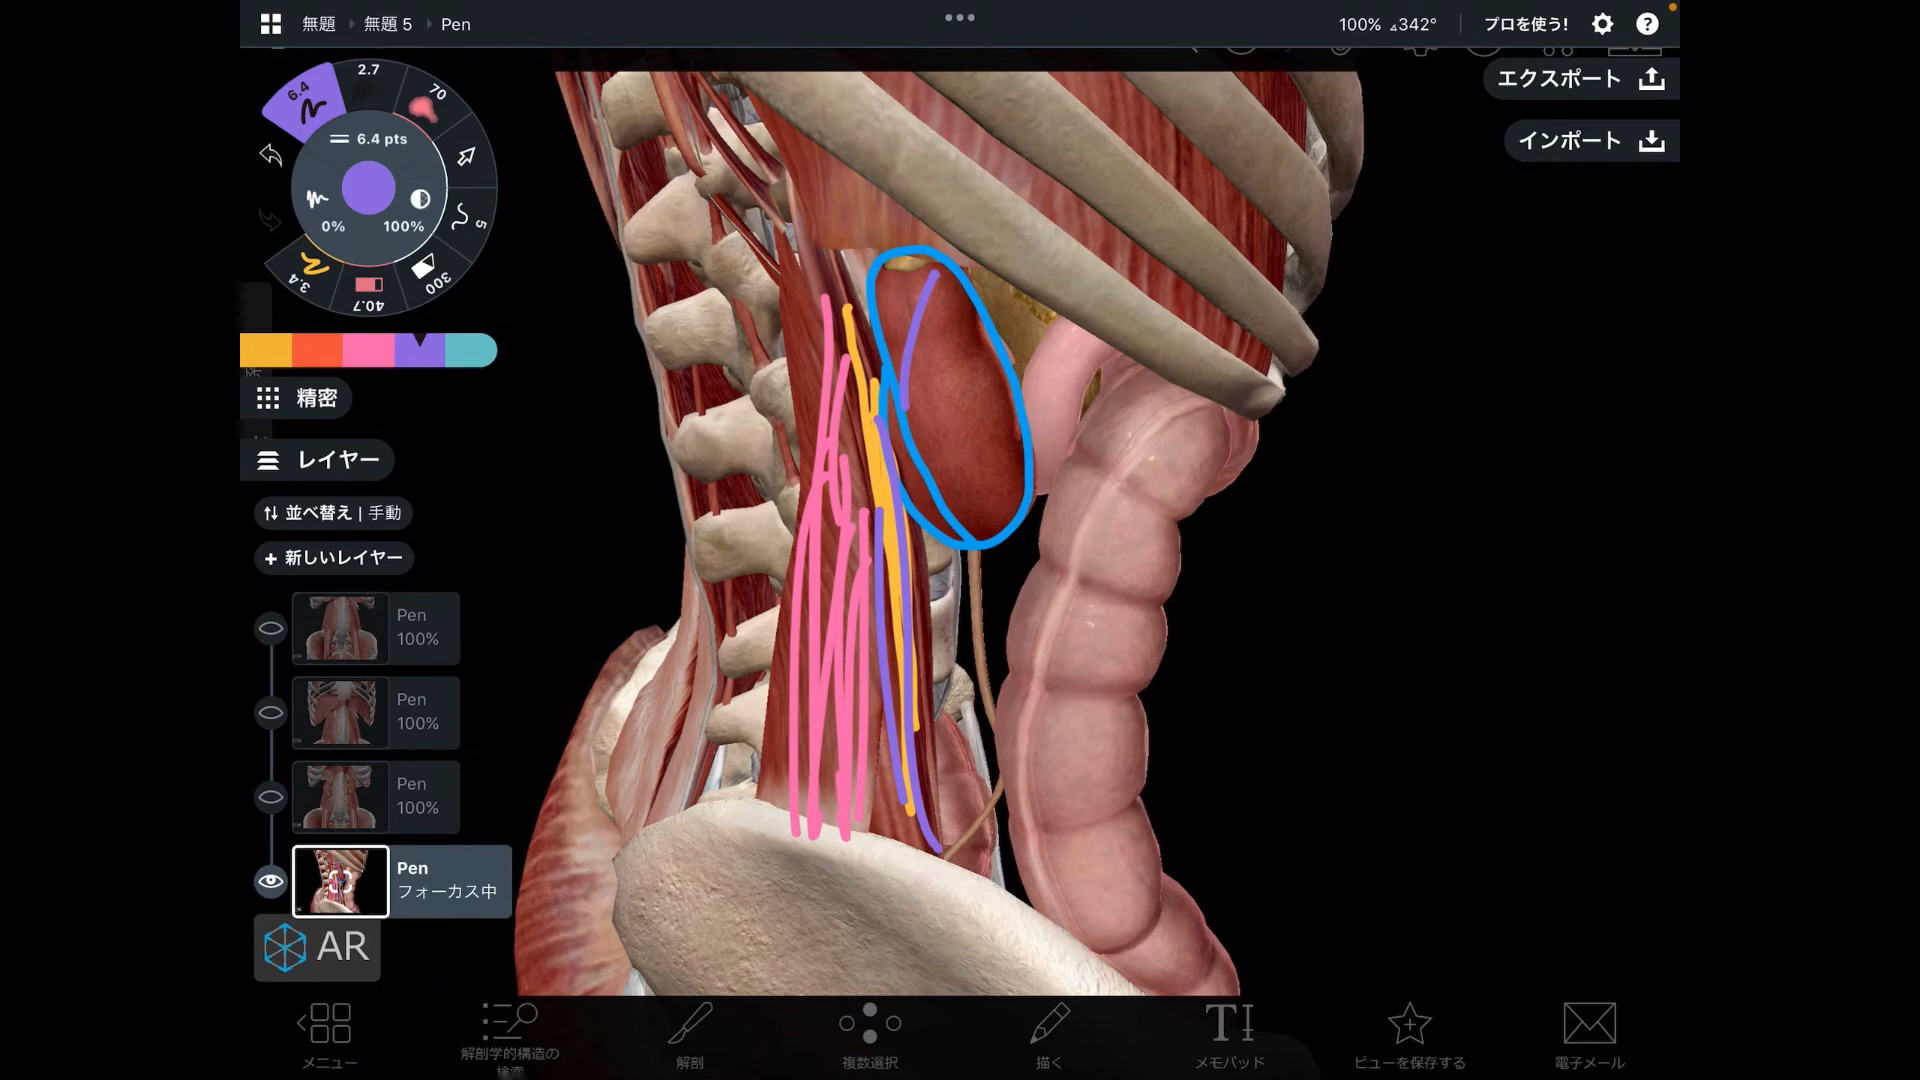 無題 無題 5 Pen
100% ⊿342° プロを使う! ?
エクスポート
インポート
2.7
6.4
70
6.4 pts
0% 100%
5
3.4
40.7
300
精密
レイヤー
並べ替え | 手動
+ 新しいレイヤー
Pen
100%
Pen
100%
Pen
100%
Pen
フォーカス中
AR
メニュー
解剖学的構造の
検索
解剖
複数選択
描く
メモパッド
ビューを保存する
電子メール